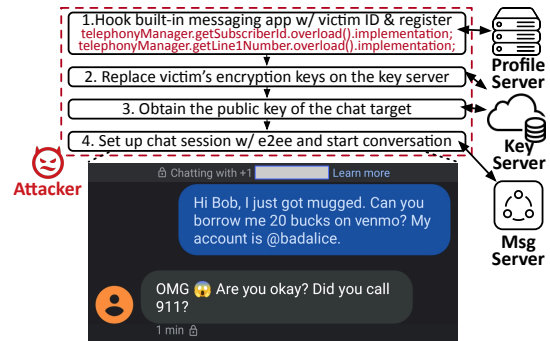 1.Hook built-in messaging app w/ victim ID & register
telephonyManager.getSubscriberId.overload().implementation;
telephonyManager.getLine1Number.overload().implementation;
Profile
Server
2. Replace victim's encryption keys on the key server
3. Obtain the public key of the chat target
Key
Server
4. Set up chat session w/ e2ee and start conversation
Attacker
Msg
Server
Chatting with +1 Learn more
Hi Bob, I just got mugged. Can you
borrow me 20 bucks on venmo? My
account is @badalice.
OMG 😱 Are you okay? Did you call
911?
1 min